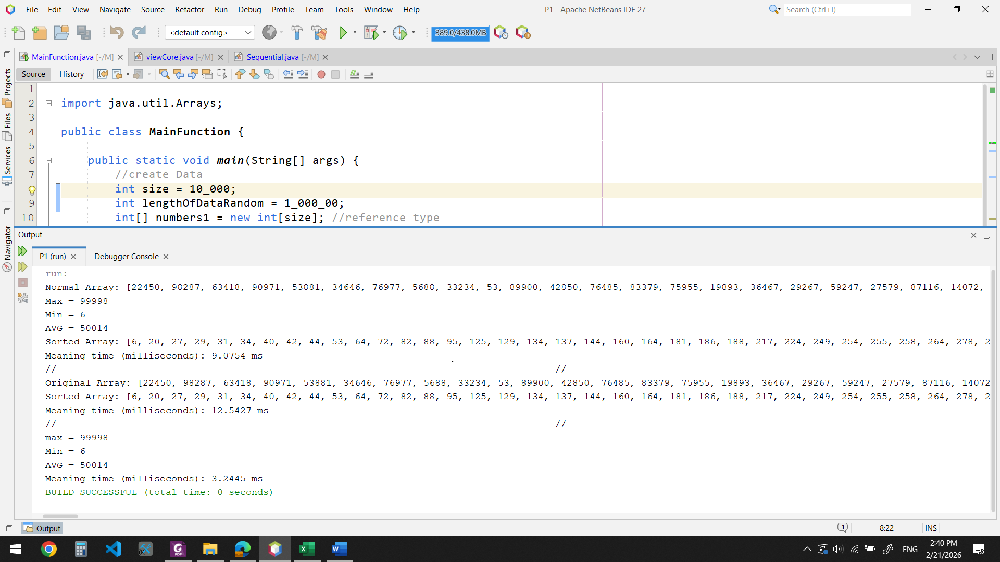 File Edit View Navigate Source Refactor Run Debug Profile Team Tools Window Help P1 - Apache NetBeans IDE 27 Search (Ctrl+I)
<default config> 389.0/438.0MB
MainFunction.java [-/M] viewCore.java [-/M] Sequential.java [-/M]
Source History
Projects
Files
Services
Navigator
1
2 import java.util.Arrays;
3
4 public class MainFunction {
5
6 public static void main(String[] args) {
7 //create Data
int size = 10_000;
9 int lengthOfDataRandom = 1_000_00;
10 int[] numbers1 = new int[size]; //reference type
Output
P1 (run) Debugger Console
run:
Normal Array: [22450, 98287, 63418, 90971, 53881, 34646, 76977, 5688, 33234, 53, 89900, 42850, 76485, 83379, 75955, 19893, 36467, 29267, 59247, 27579, 87116, 14072,
Max = 99998
Min = 6
AVG = 50014
Sorted Array: [6, 20, 27, 29, 31, 34, 40, 42, 44, 53, 64, 72, 82, 88, 95, 125, 129, 134, 137, 144, 160, 164, 181, 186, 188, 217, 224, 249, 254, 255, 258, 264, 278, 2
Meaning time (milliseconds): 9.0754 ms
//---------------------------------------------------------------------------------------//
Original Array: [22450, 98287, 63418, 90971, 53881, 34646, 76977, 5688, 33234, 53, 89900, 42850, 76485, 83379, 75955, 19893, 36467, 29267, 59247, 27579, 87116, 14072
Sorted Array: [6, 20, 27, 29, 31, 34, 40, 42, 44, 53, 64, 72, 82, 88, 95, 125, 129, 134, 137, 144, 160, 164, 181, 186, 188, 217, 224, 249, 254, 255, 258, 264, 278, 2
Meaning time (milliseconds): 12.5427 ms
//---------------------------------------------------------------------------------------//
max = 99998
Min = 6
AVG = 50014
Meaning time (milliseconds): 3.2445 ms
BUILD SUCCESSFUL (total time: 0 seconds)
Output 1 8:22 INS
ENG 2:40 PM
2/21/2026